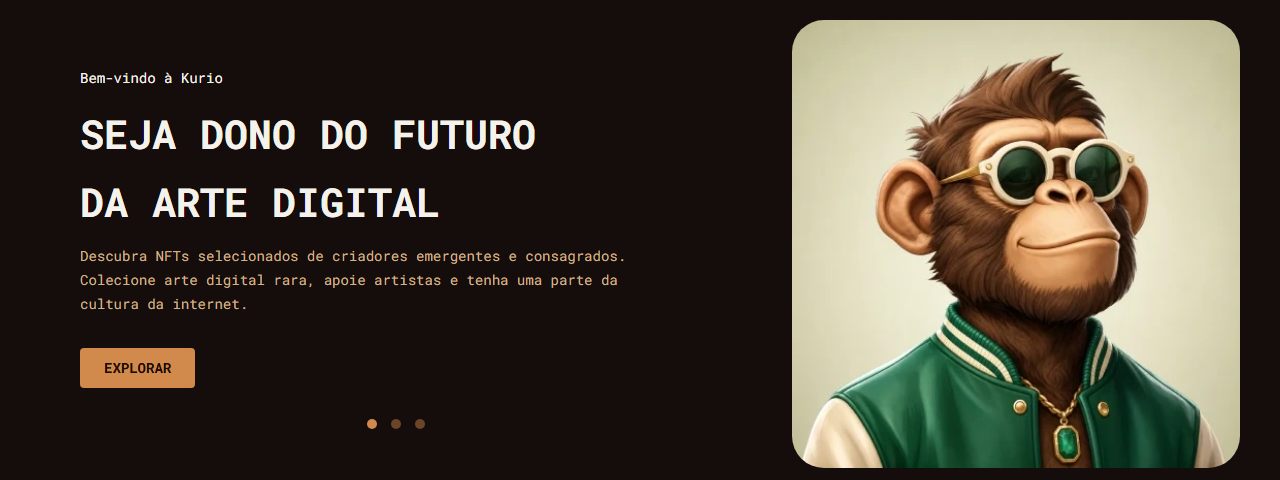 Bem-vindo à Kurio
SEJA DONO DO FUTURO
DA ARTE DIGITAL
Descubra NFTs selecionados de criadores emergentes e consagrados.
Colecione arte digital rara, apoie artistas e tenha uma parte da
cultura da internet.
EXPLORAR